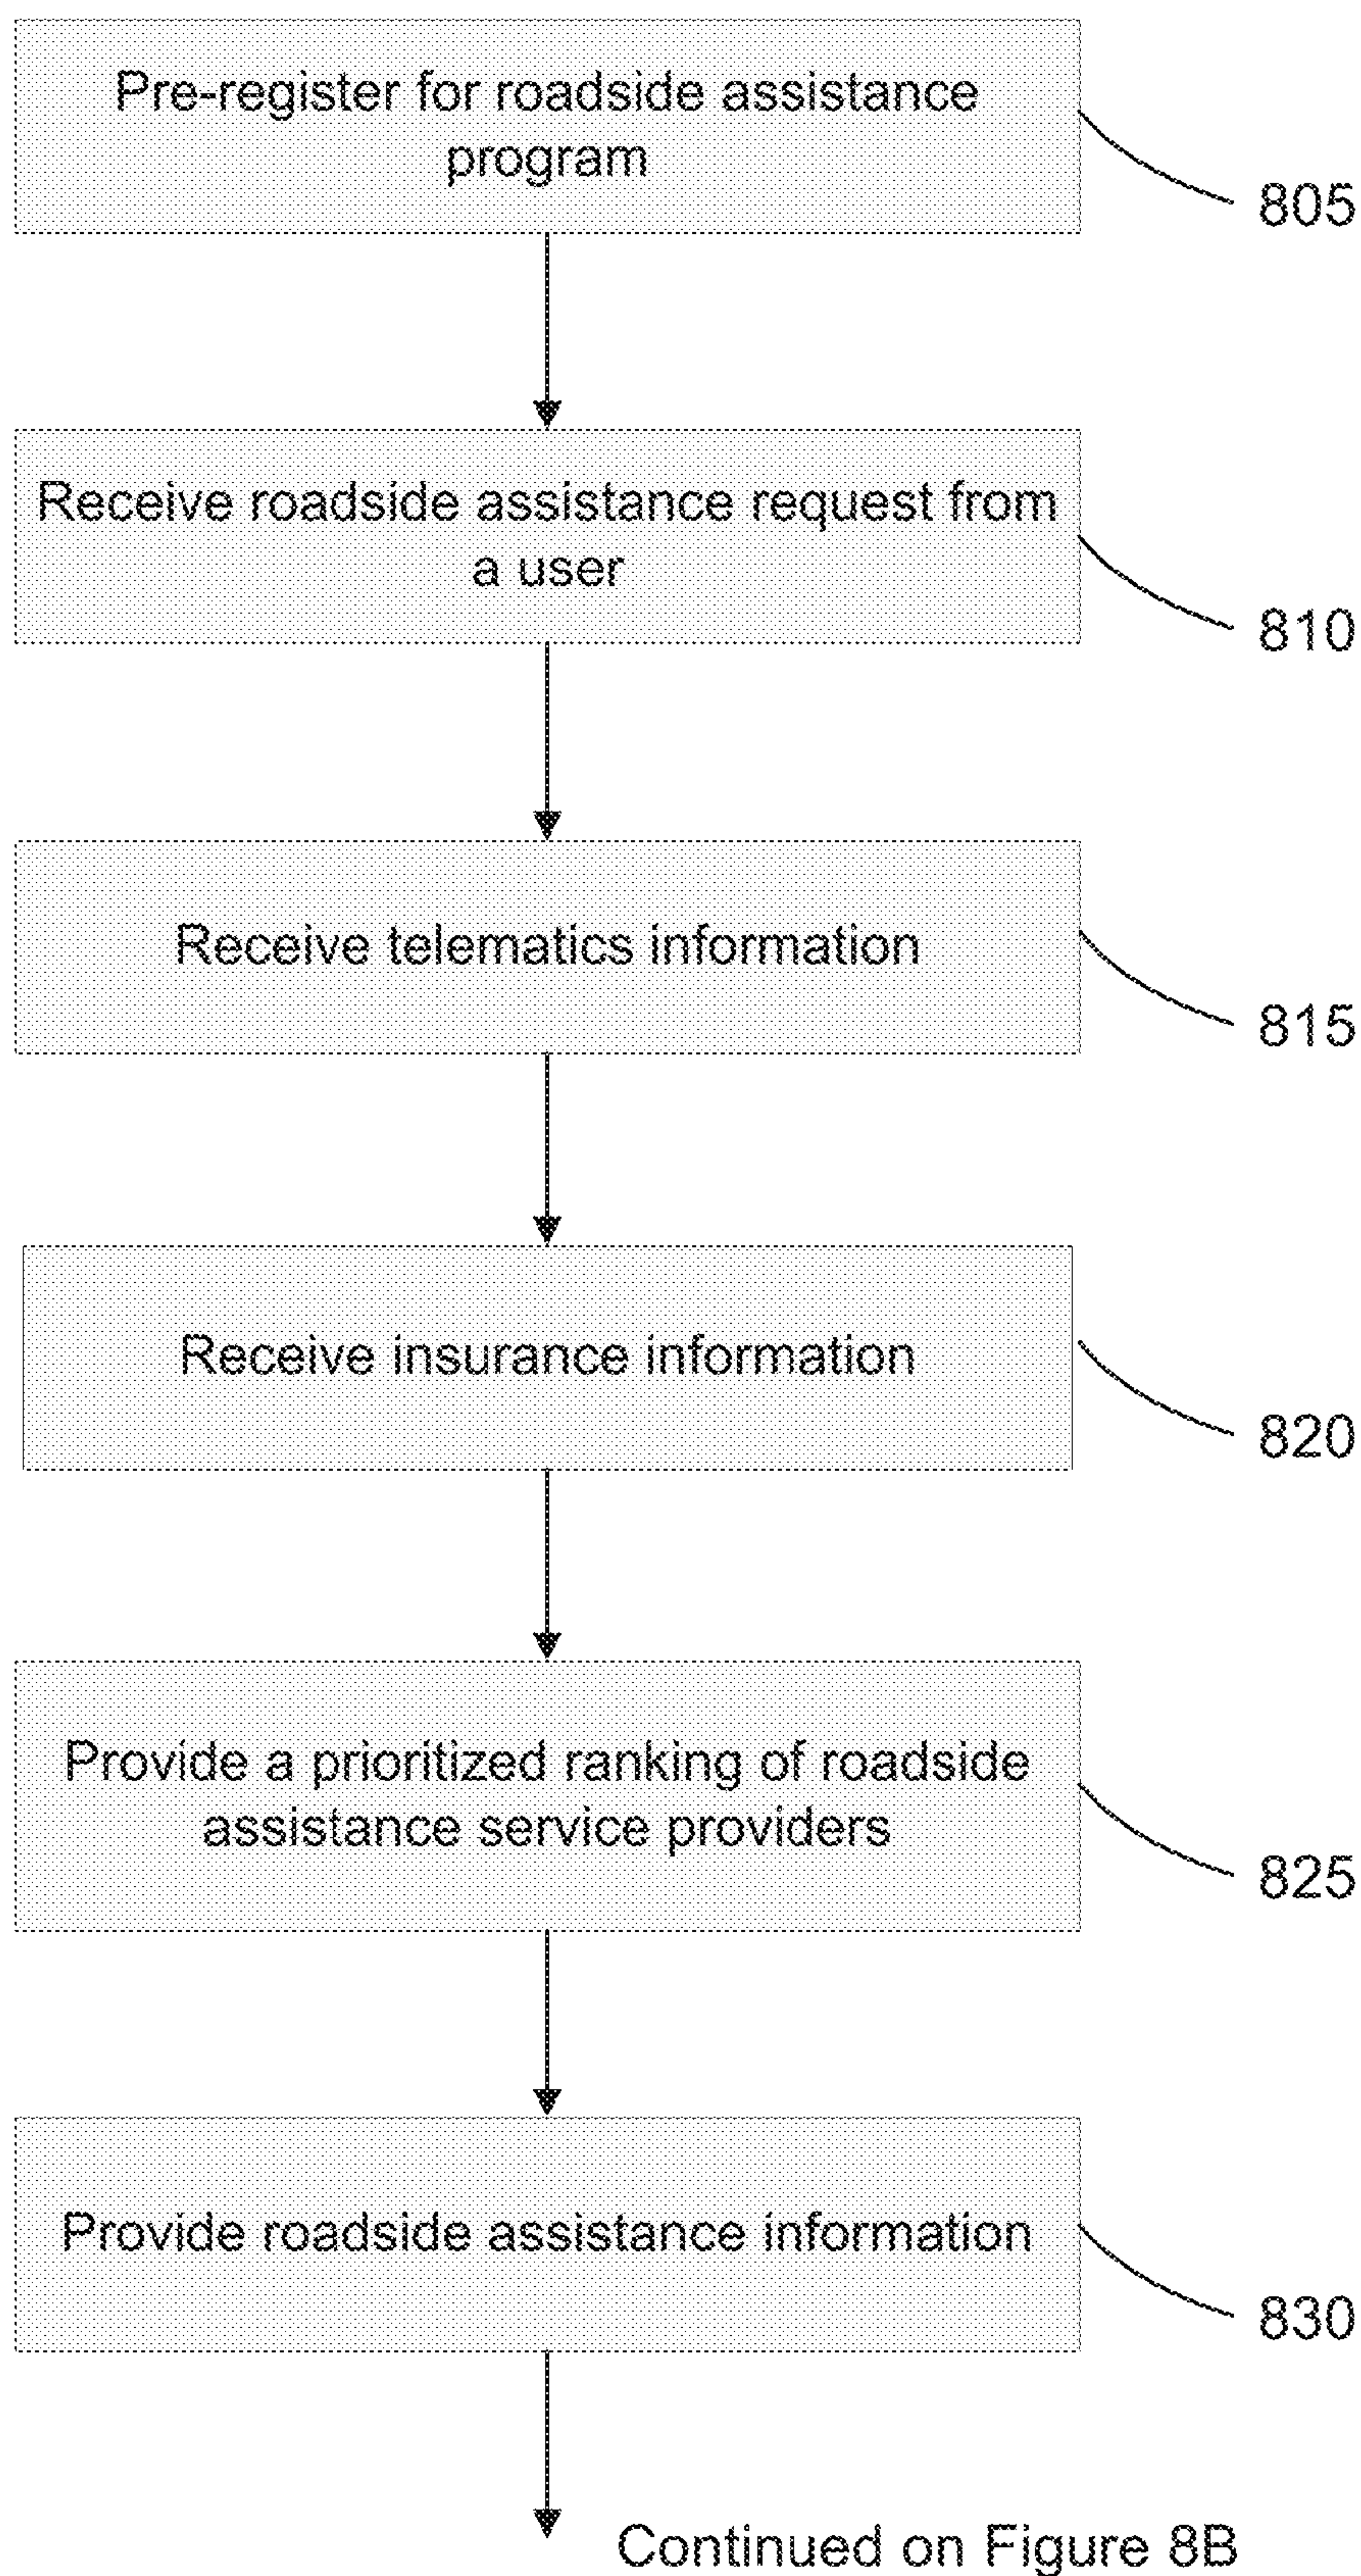 Pre-register for roadside assistance
program
805
Receive roadside assistance request from
a user
810
Receive telematics information
815
Receive insurance information
820
Provide a prioritized ranking of roadside
assistance service providers
825
Provide roadside assistance information
830
Continued on Figure 8B